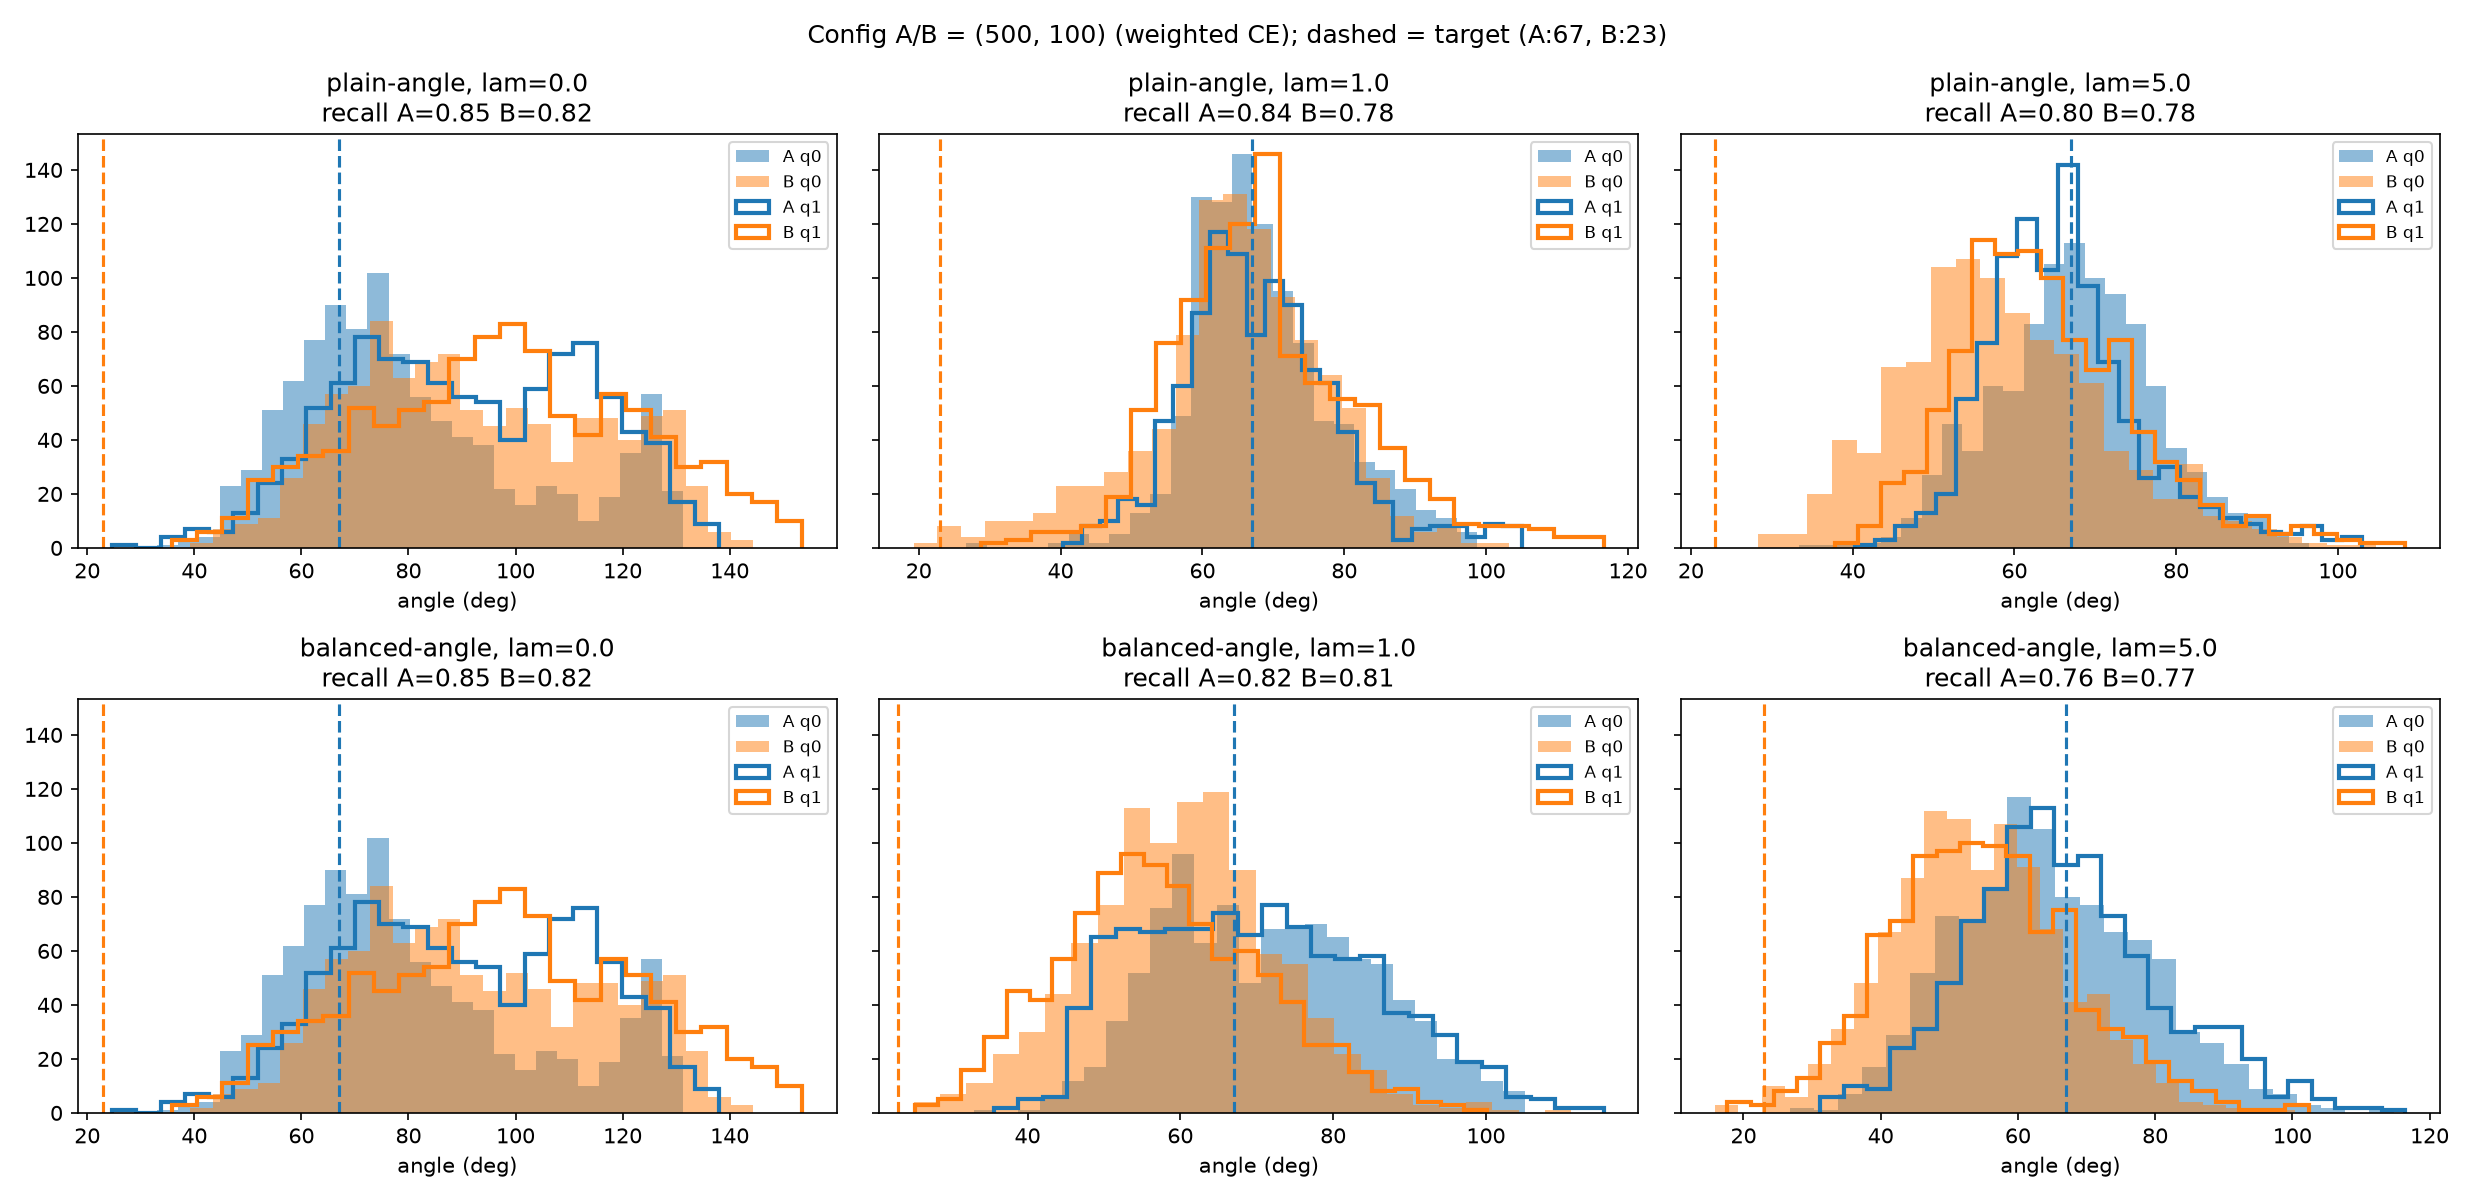 Config A/B = (500, 100) (weighted CE); dashed = target (A:67, B:23)
plain-angle, lam=0.0
recall A=0.85 B=0.82
140
120
100
80
60
40
20
0
A q0
B q0
A q1
B q1
20 40 60 80 100 120 140
angle (deg)
plain-angle, lam=1.0
recall A=0.84 B=0.78
A q0
B q0
A q1
B q1
20 40 60 80 100 120
angle (deg)
plain-angle, lam=5.0
recall A=0.80 B=0.78
A q0
B q0
A q1
B q1
20 40 60 80 100
angle (deg)
balanced-angle, lam=0.0
recall A=0.85 B=0.82
140
120
100
80
60
40
20
0
A q0
B q0
A q1
B q1
20 40 60 80 100 120 140
angle (deg)
balanced-angle, lam=1.0
recall A=0.82 B=0.81
A q0
B q0
A q1
B q1
40 60 80 100
angle (deg)
balanced-angle, lam=5.0
recall A=0.76 B=0.77
A q0
B q0
A q1
B q1
20 40 60 80 100 120
angle (deg)